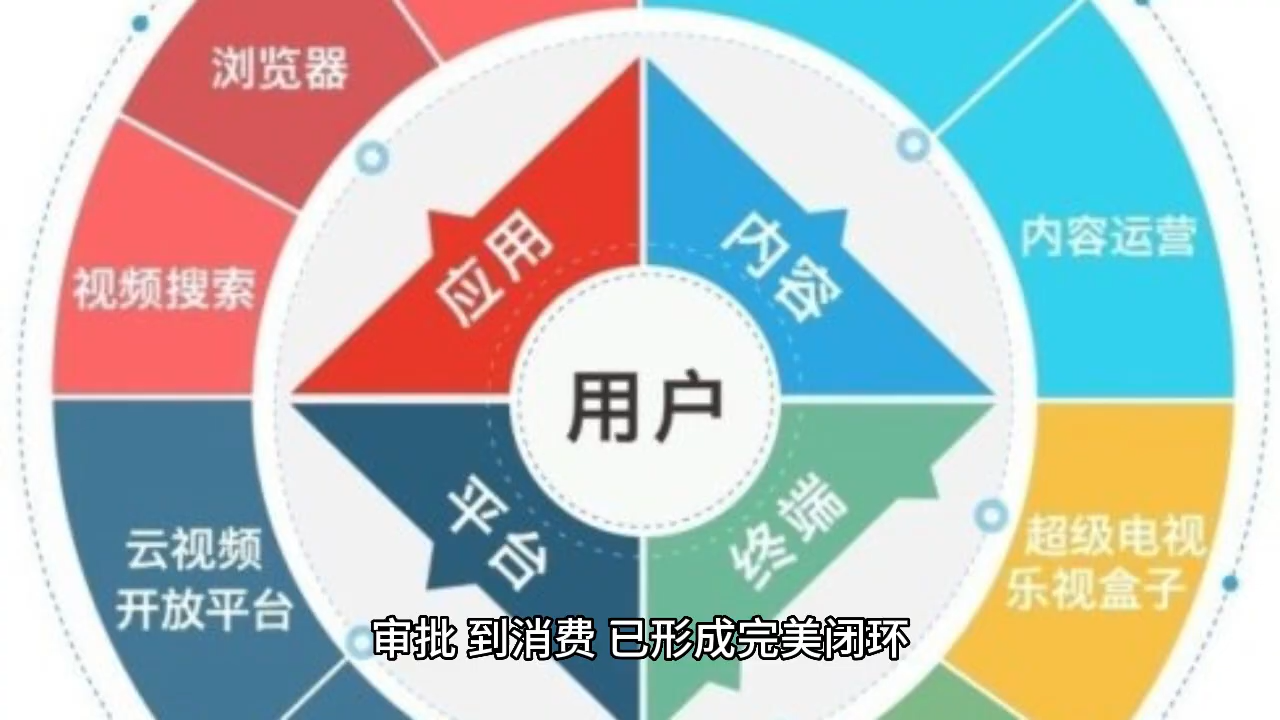 浏览器
视频搜索
应用
内容
内容运营
用户
平台
终端
云视频
开放平台
超级电视
乐视盒子
审批 到消费 已形成完美闭环